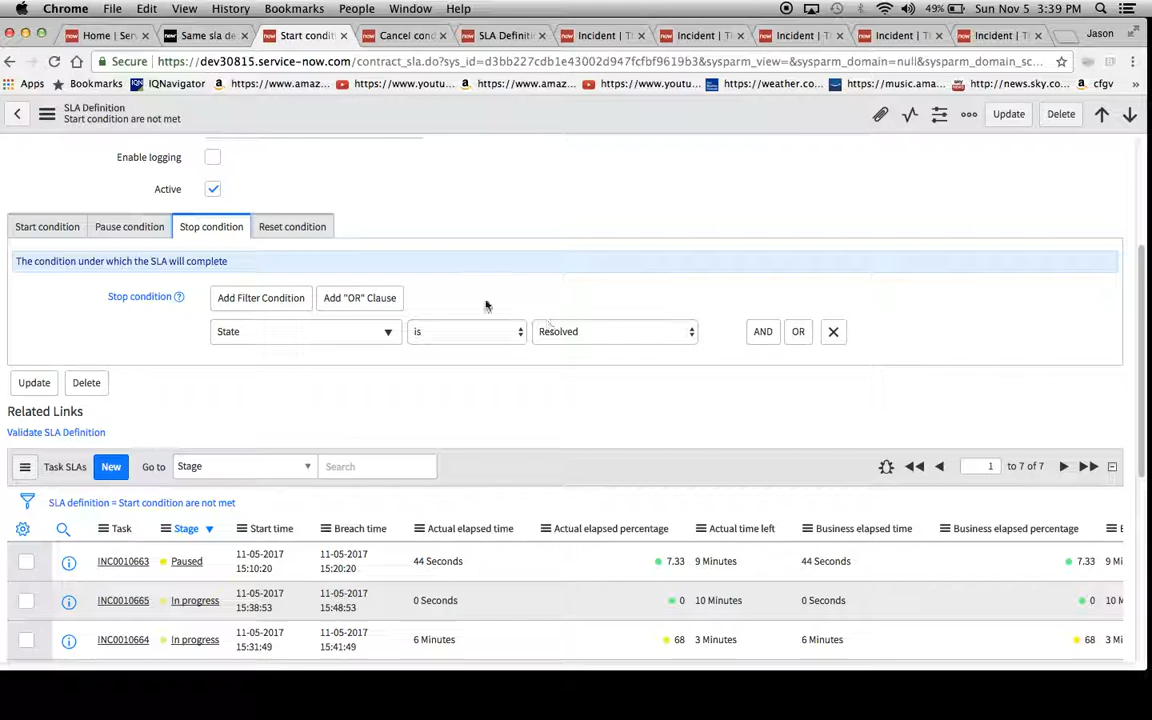 Chrome File Edit View History Bookmarks People Window Help 49% Sun Nov 5 3:39 PM
Home | Serv Same sla de Start condit Cancel cond SLA Definiti Incident | T Incident | T Incident | T Incident | T Incident | T Jason
Secure https://dev30815.service-now.com/contract_sla.do?sys_id=d3bb227cdb1e43002d947fcfbf9619b3&sysparm_view=&sysparm_domain=null&sysparm_domain_sc...
Apps Bookmarks IQNavigator https://www.amaz... https://www.youtu... https://www.amaz... https://www.youtu... https://weather.co... https://music.amaz... http://news.sky.co... cfgv »
SLA Definition
Start condition are not met
Update Delete
Enable logging
Active
Start condition Pause condition Stop condition Reset condition
The condition under which the SLA will complete
Stop condition Add Filter Condition Add "OR" Clause
State is Resolved AND OR
Update Delete
Related Links
Validate SLA Definition
Task SLAs New Go to Stage Search 1 to 7 of 7
SLA definition = Start condition are not met
Task Stage Start time Breach time Actual elapsed time Actual elapsed percentage Actual time left Business elapsed time Business elapsed percentage E
INC0010663 Paused 11-05-2017 15:10:20 11-05-2017 15:20:20 44 Seconds 7.33 9 Minutes 44 Seconds 7.33 9 Mi
INC0010665 In progress 11-05-2017 15:38:53 11-05-2017 15:48:53 0 Seconds 0 10 Minutes 0 Seconds 0 10 M
INC0010664 In progress 11-05-2017 15:31:49 11-05-2017 15:41:49 6 Minutes 68 3 Minutes 6 Minutes 68 3 Mi